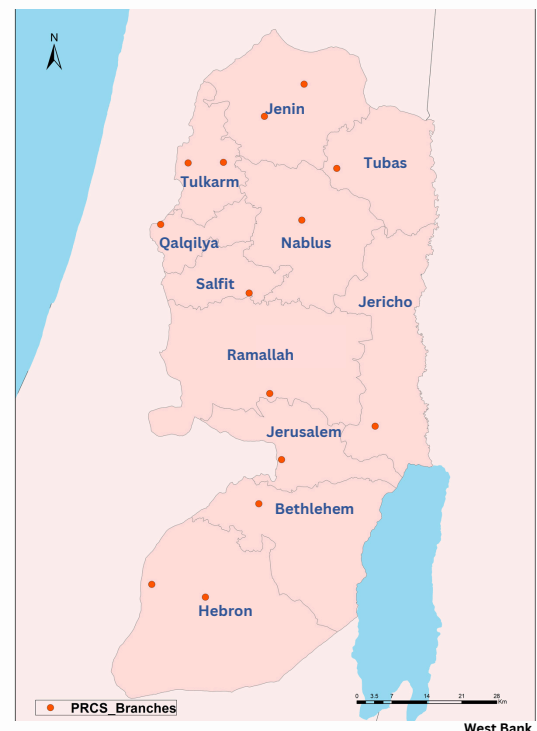 N
Jenin
Tubas
Tulkarm
Qalqilya
Nablus
Salfit
Jericho
Ramallah
Jerusalem
Bethlehem
Hebron
0 3.5 7 14 21 28
Km
PRCS_Branches
West Bank